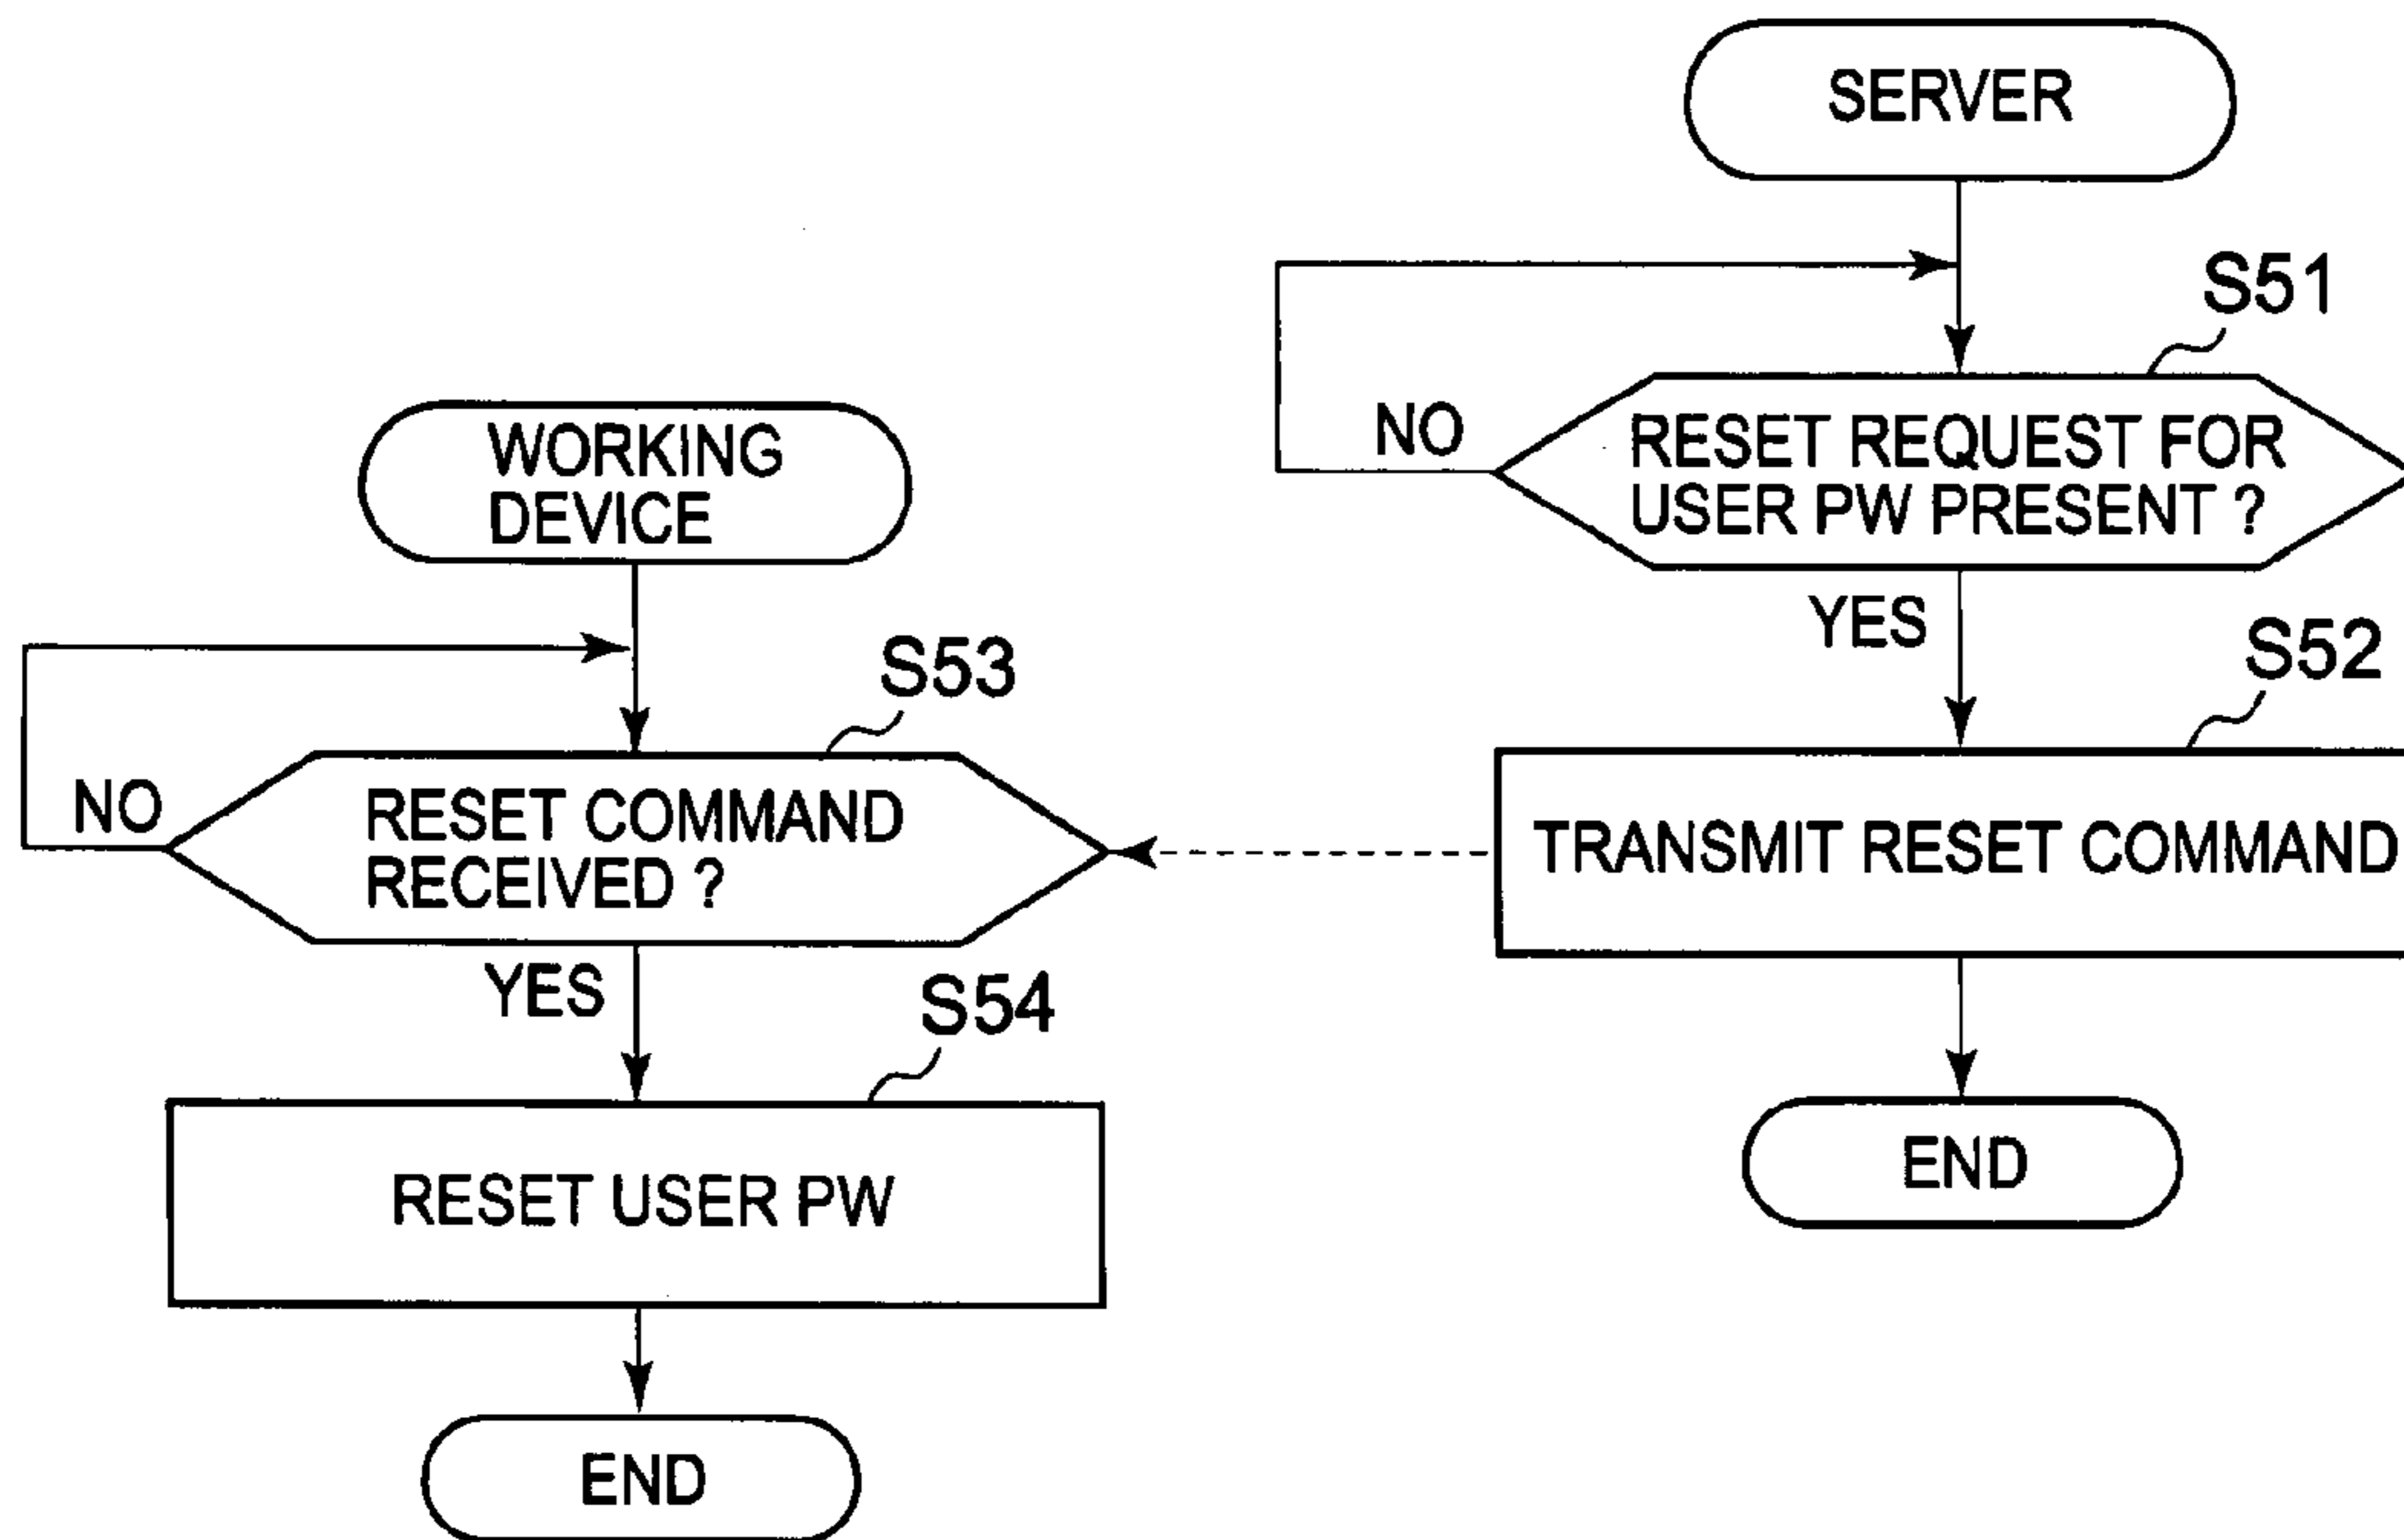 SERVER
S51
NO
RESET REQUEST FOR
USER PW PRESENT ?
YES
S52
TRANSMIT RESET COMMAND
END
WORKING
DEVICE
S53
NO
RESET COMMAND
RECEIVED ?
YES
S54
RESET USER PW
END